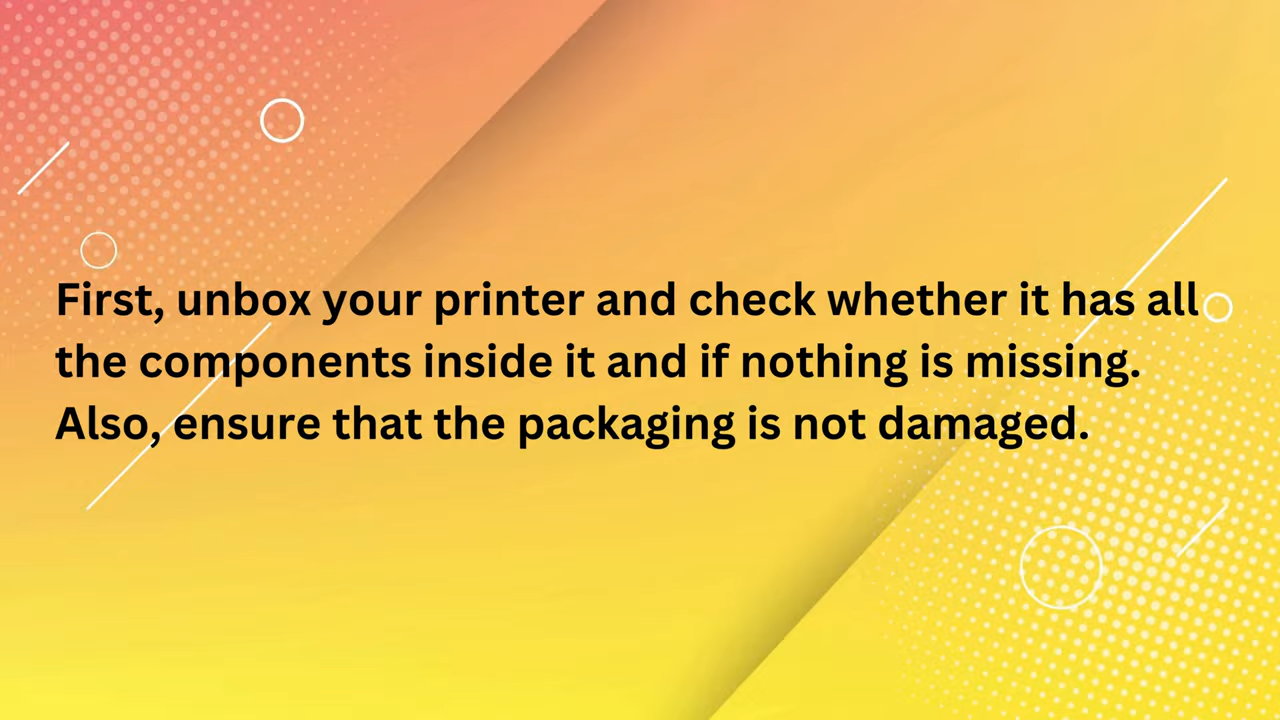 First, unbox your printer and check whether it has all
the components inside it and if nothing is missing.
Also, ensure that the packaging is not damaged.